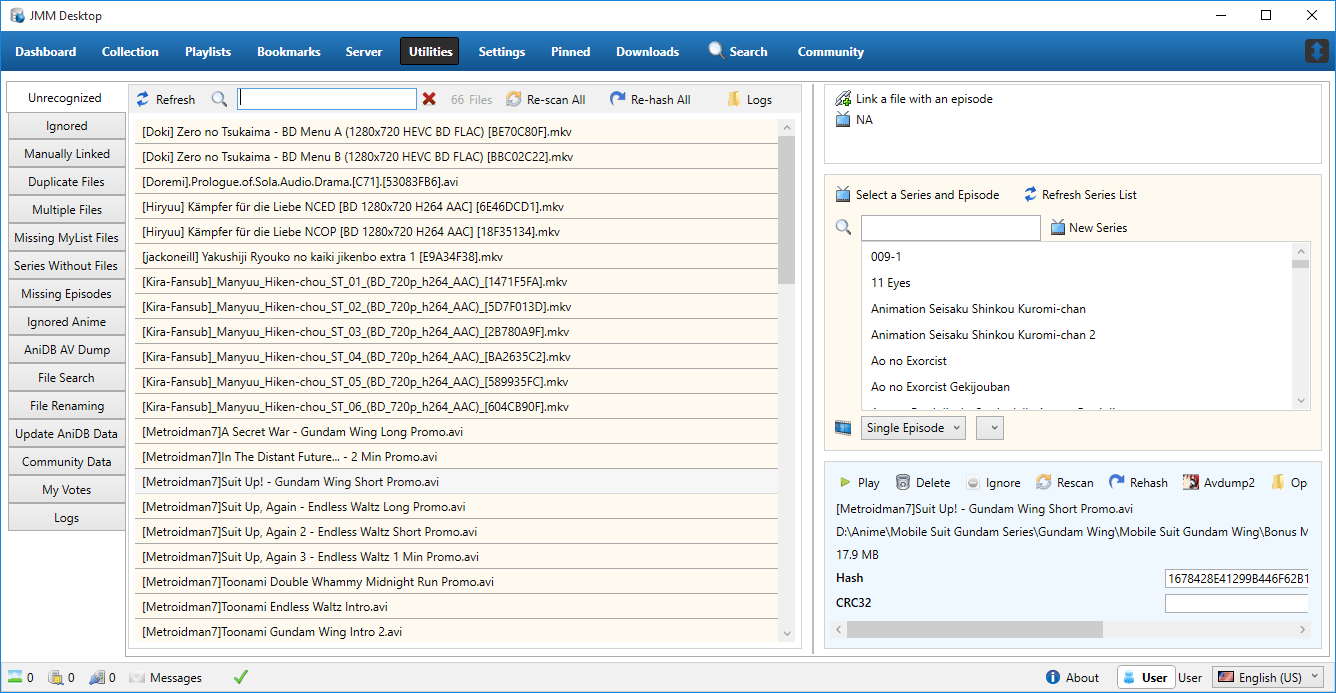 JMM Desktop
Dashboard Collection Playlists Bookmarks Server Utilities Settings Pinned Downloads Search Community
Unrecognized
Ignored
Manually Linked
Duplicate Files
Multiple Files
Missing MyList Files
Series Without Files
Missing Episodes
Ignored Anime
AniDB AV Dump
File Search
File Renaming
Update AniDB Data
Community Data
My Votes
Logs
Refresh 66 Files Re-scan All Re-hash All Logs
[Doki] Zero no Tsukaima - BD Menu A (1280x720 HEVC BD FLAC) [BE70C80F].mkv
[Doki] Zero no Tsukaima - BD Menu B (1280x720 HEVC BD FLAC) [BBC02C22].mkv
[Doremi].Prologue.of.Sola.Audio.Drama.[C71].[53083FB6].avi
[Hiryuu] Kämpfer für die Liebe NCED [BD 1280x720 H264 AAC] [6E46DCD1].mkv
[Hiryuu] Kämpfer für die Liebe NCOP [BD 1280x720 H264 AAC] [18F35134].mkv
[jackoneill] Yakushiji Ryouko no kaiki jikenbo extra 1 [E9A34F38].mkv
[Kira-Fansub]_Manyuu_Hiken-chou_ST_01_(BD_720p_h264_AAC)_[1471F5FA].mkv
[Kira-Fansub]_Manyuu_Hiken-chou_ST_02_(BD_720p_h264_AAC)_[5D7F013D].mkv
[Kira-Fansub]_Manyuu_Hiken-chou_ST_03_(BD_720p_h264_AAC)_[2B780A9F].mkv
[Kira-Fansub]_Manyuu_Hiken-chou_ST_04_(BD_720p_h264_AAC)_[BA2635C2].mkv
[Kira-Fansub]_Manyuu_Hiken-chou_ST_05_(BD_720p_h264_AAC)_[589935FC].mkv
[Kira-Fansub]_Manyuu_Hiken-chou_ST_06_(BD_720p_h264_AAC)_[604CB90F].mkv
[Metroidman7]A Secret War - Gundam Wing Long Promo.avi
[Metroidman7]In The Distant Future... - 2 Min Promo.avi
[Metroidman7]Suit Up! - Gundam Wing Short Promo.avi
[Metroidman7]Suit Up, Again - Endless Waltz Long Promo.avi
[Metroidman7]Suit Up, Again 2 - Endless Waltz Short Promo.avi
[Metroidman7]Suit Up, Again 3 - Endless Waltz 1 Min Promo.avi
[Metroidman7]Toonami Double Whammy Midnight Run Promo.avi
[Metroidman7]Toonami Endless Waltz Intro.avi
[Metroidman7]Toonami Gundam Wing Intro 2.avi
Link a file with an episode
NA
Select a Series and Episode Refresh Series List
New Series
009-1
11 Eyes
Animation Seisaku Shinkou Kuromi-chan
Animation Seisaku Shinkou Kuromi-chan 2
Ao no Exorcist
Ao no Exorcist Gekijouban
Single Episode
Play Delete Ignore Rescan Rehash Avdump2 Op
[Metroidman7]Suit Up! - Gundam Wing Short Promo.avi
D:\Anime\Mobile Suit Gundam Series\Gundam Wing\Mobile Suit Gundam Wing\Bonus M
17.9 MB
Hash 1678428E41299B446F62B1
CRC32
0 0 0 Messages About User User English (US)